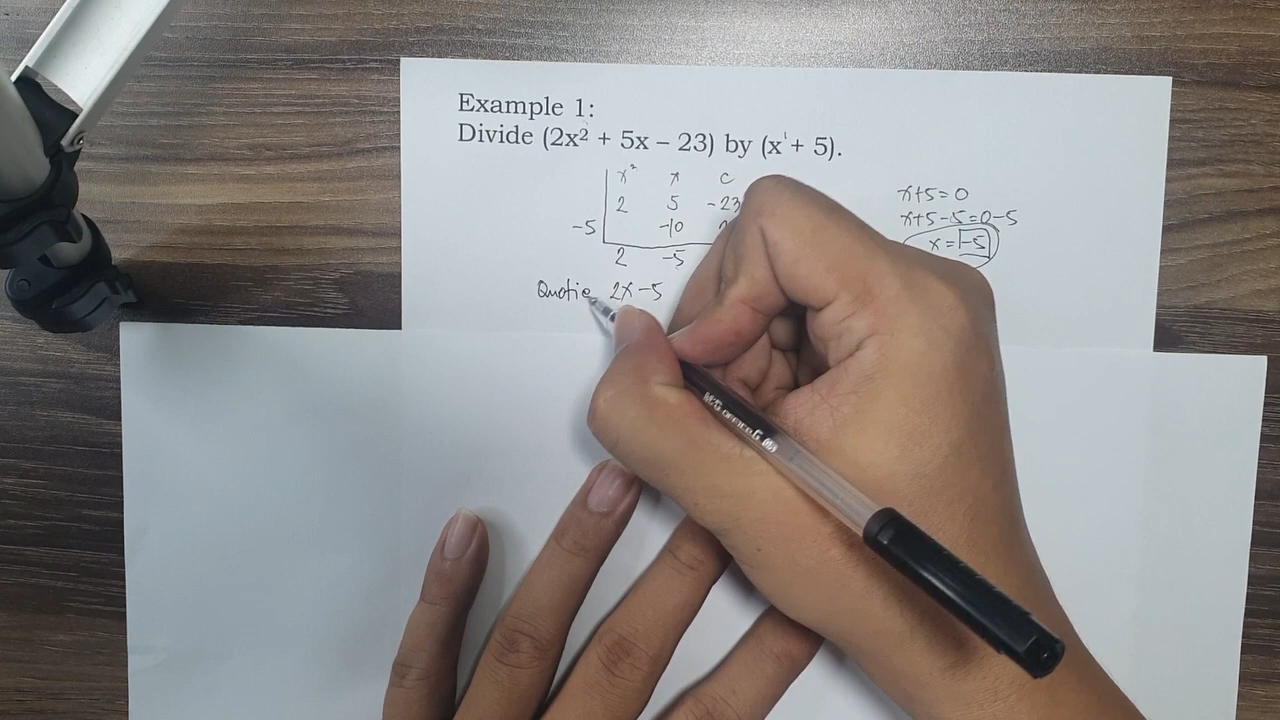 Example 1:
Divide (2x² + 5x – 23) by (x¹ + 5).
x² x c
2 5 -23
-5 -10
2 -5
Quotie 2x-5
x+5=0
x+5-5=0-5
x=-5